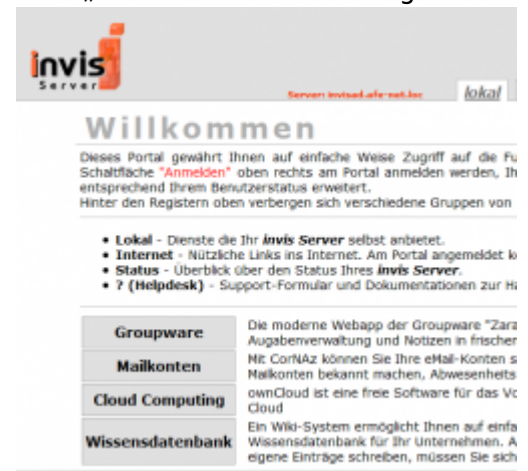 invis
Server
Server: invisad.afe-net.loc
lokal
Willkommen
Dieses Portal gewährt Ihnen auf einfache Weise Zugriff auf die Fu
Schaltfläche "Anmelden" oben rechts am Portal anmelden werden, Ih
entsprechend Ihrem Benutzerstatus erweitert.
Hinter den Registern oben verbergen sich verschiedene Gruppen von
• Lokal - Dienste die Ihr invis Server selbst anbietet.
• Internet - Nützliche Links ins Internet. Am Portal angemeldet k
• Status - Überblick über den Status Ihres invis Server.
• ? (Helpdesk) - Support-Formular und Dokumentationen zur Ha
Groupware
Die moderne Webapp der Groupware "Zara
Augabenverwaltung und Notizen in frischer
Mailkonten
Mit CorNAz können Sie Ihre eMail-Konten s
Mailkonten bekannt machen, Abwesenheits
Cloud Computing
ownCloud ist eine freie Software für das Vo
Cloud
Wissensdatenbank
Ein Wiki-System ermöglicht Ihnen auf einfa
Wissensdatenbank für Ihr Unternehmen. A
eigene Einträge schreiben, müssen Sie sich